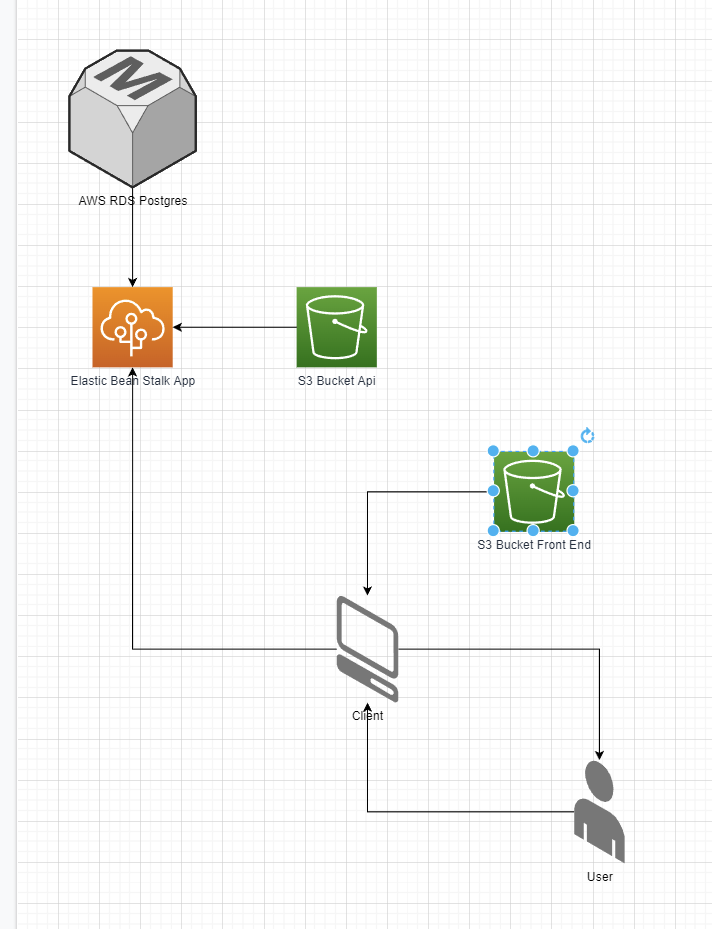 M
AWS RDS Postgres
Elastic Bean Stalk App
S3 Bucket Api
S3 Bucket Front End
Client
User